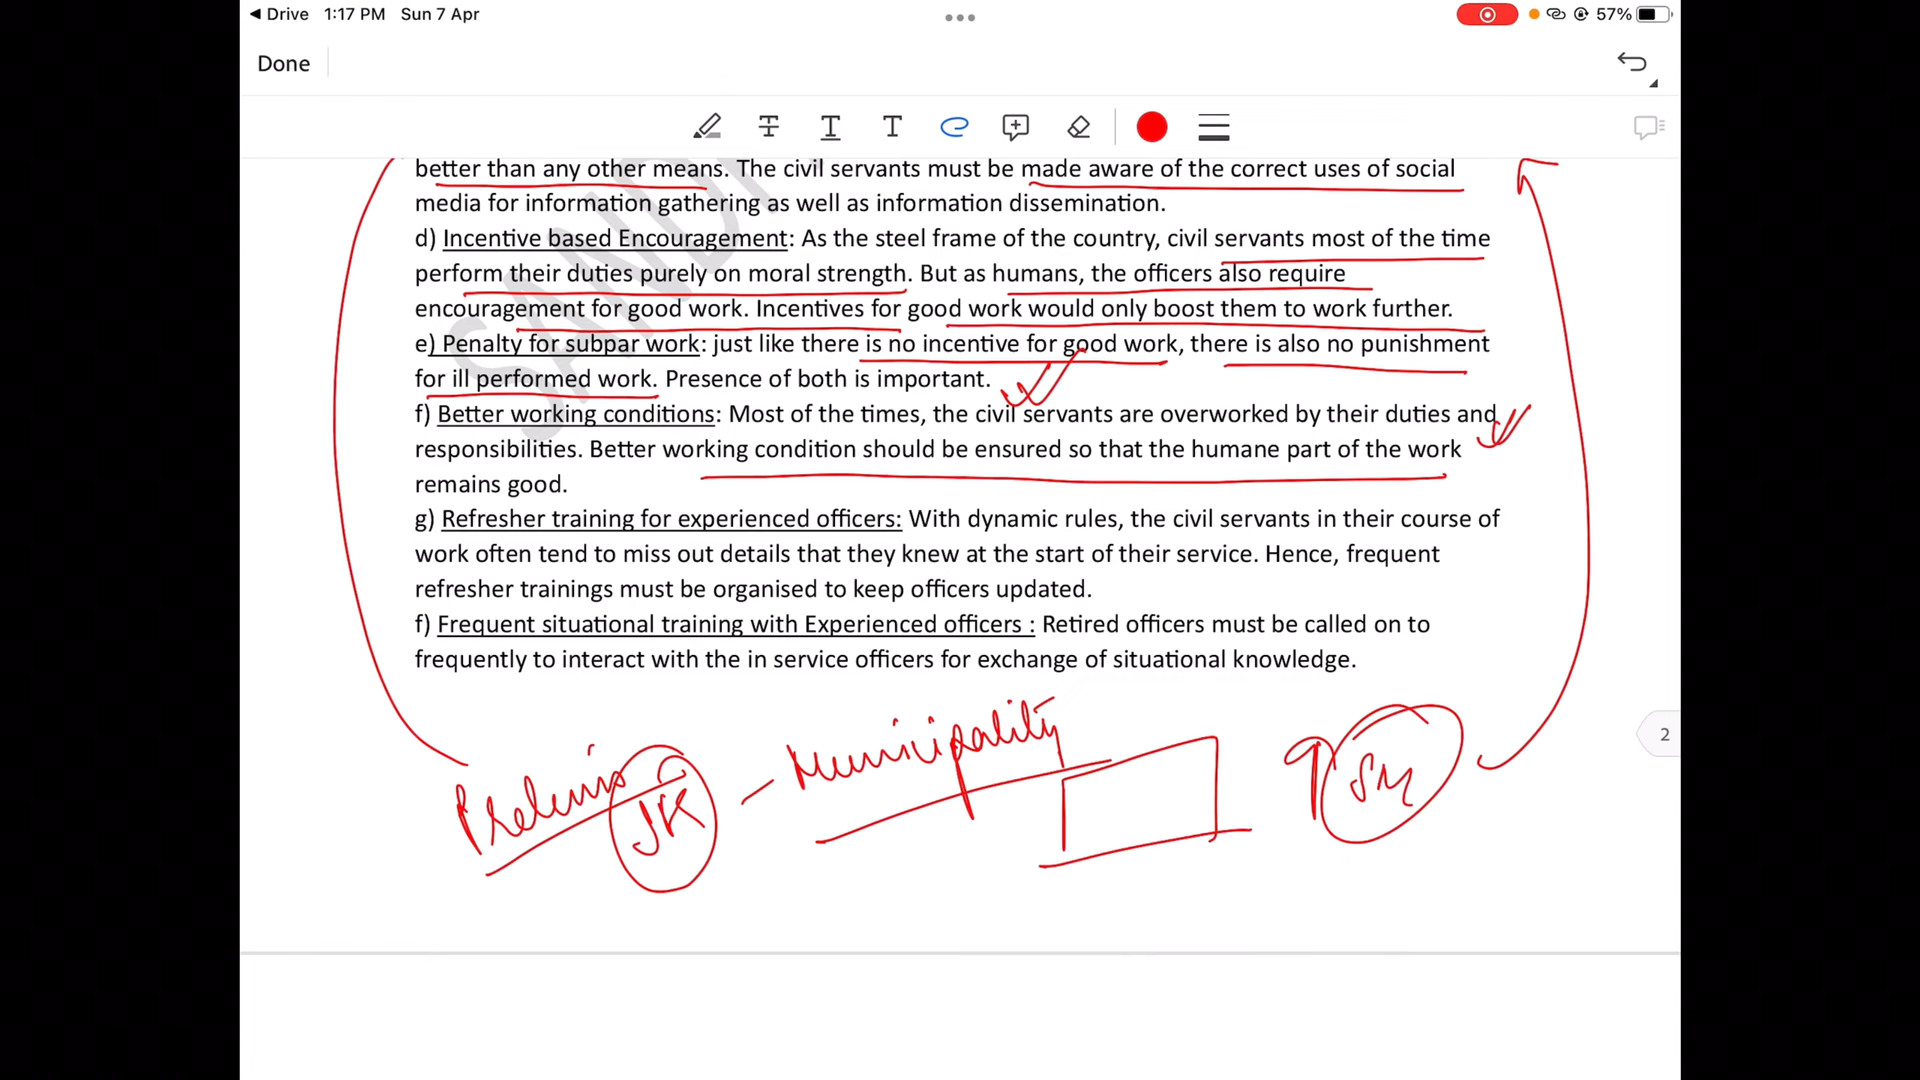 Drive 1:17 PM Sun 7 Apr 57%
Done
better than any other means. The civil servants must be made aware of the correct uses of social
media for information gathering as well as information dissemination.
d) Incentive based Encouragement: As the steel frame of the country, civil servants most of the time
perform their duties purely on moral strength. But as humans, the officers also require
encouragement for good work. Incentives for good work would only boost them to work further.
e) Penalty for subpar work: just like there is no incentive for good work, there is also no punishment
for ill performed work. Presence of both is important.
f) Better working conditions: Most of the times, the civil servants are overworked by their duties and
responsibilities. Better working condition should be ensured so that the humane part of the work
remains good.
g) Refresher training for experienced officers: With dynamic rules, the civil servants in their course of
work often tend to miss out details that they knew at the start of their service. Hence, frequent
refresher trainings must be organised to keep officers updated.
f) Frequent situational training with Experienced officers : Retired officers must be called on to
frequently to interact with the in service officers for exchange of situational knowledge.
2
Prelims JK - Municipality SM